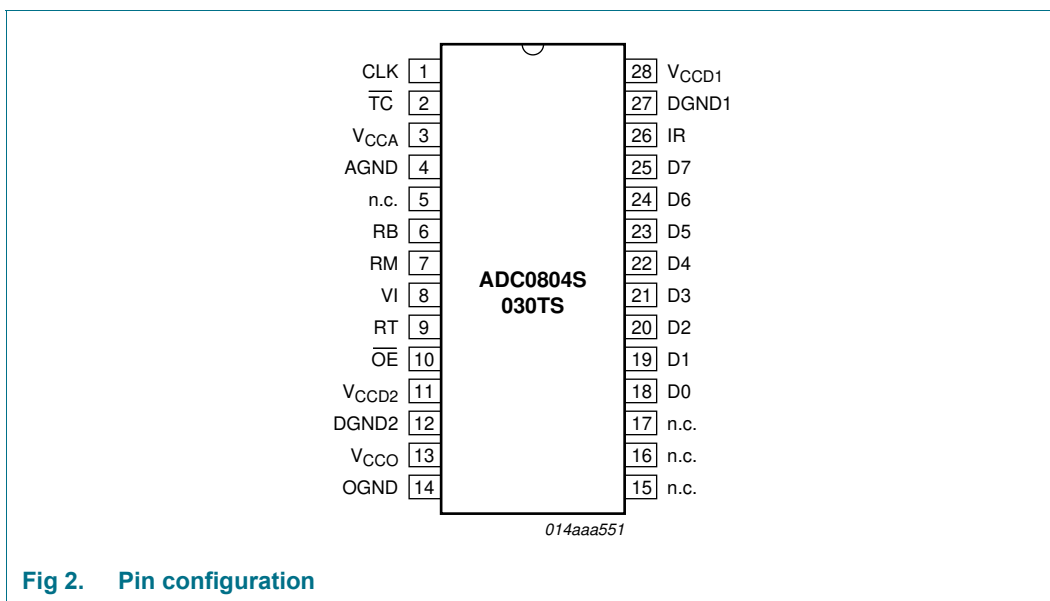 CLK 1
TC 2
VCCA 3
AGND 4
n.c. 5
RB 6
RM 7
VI 8
RT 9
OE 10
VCCD2 11
DGND2 12
VCCO 13
OGND 14
ADC0804S
030TS
28 VCCD1
27 DGND1
26 IR
25 D7
24 D6
23 D5
22 D4
21 D3
20 D2
19 D1
18 D0
17 n.c.
16 n.c.
15 n.c.
014aaa551
Fig 2. Pin configuration